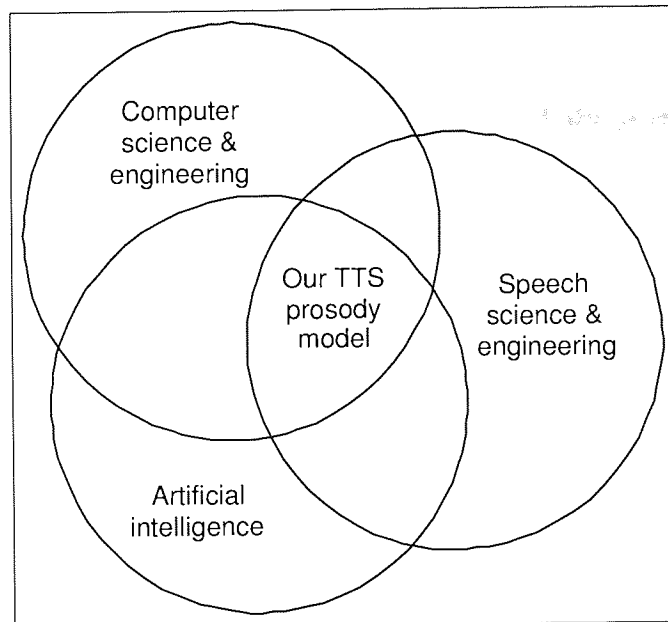 Computer
science &
engineering
Our TTS
prosody
model
Speech
science &
engineering
Artificial
intelligence